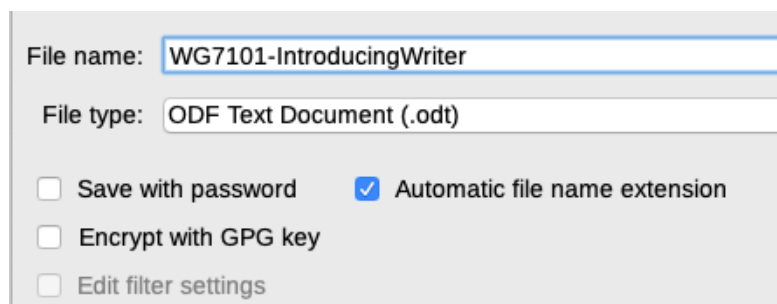 File name: WG7101-IntroducingWriter
File type: ODF Text Document (.odt)
Save with password Automatic file name extension
Encrypt with GPG key
Edit filter settings